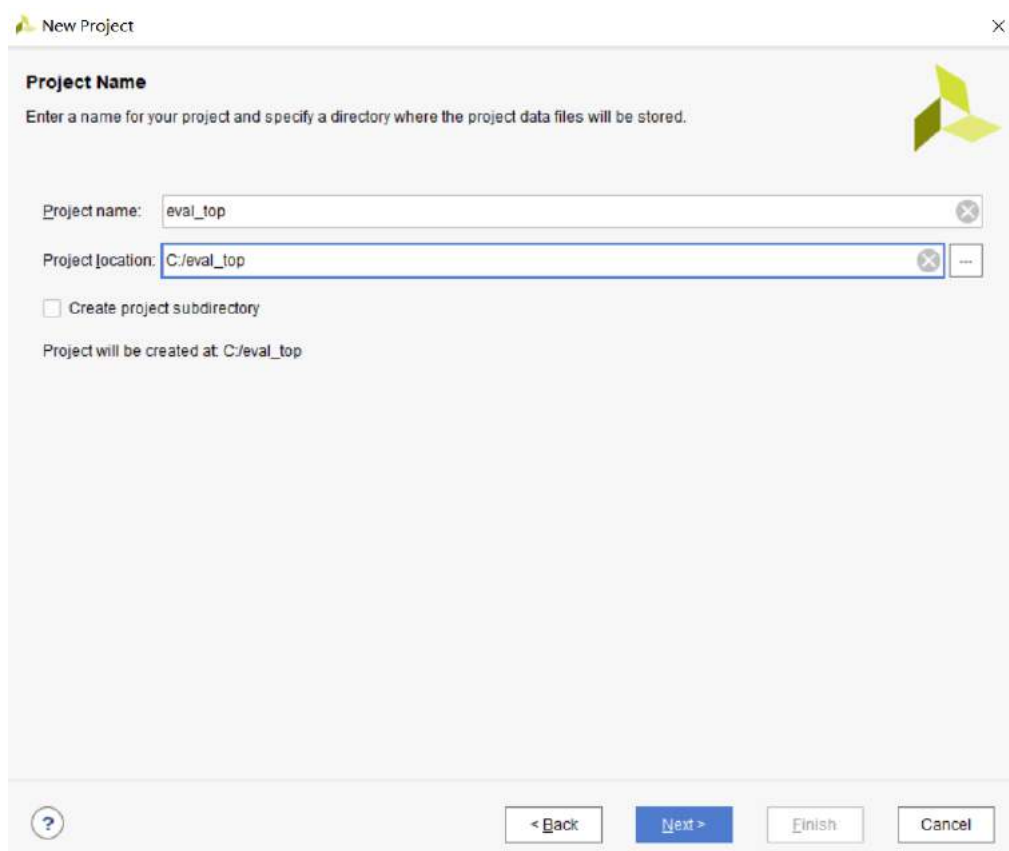 New Project
Project Name
Enter a name for your project and specify a directory where the project data files will be stored.
Project name: eval_top
Project location: C:/eval_top
...
Create project subdirectory
Project will be created at: C:/eval_top
?
< Back Next > Finish Cancel